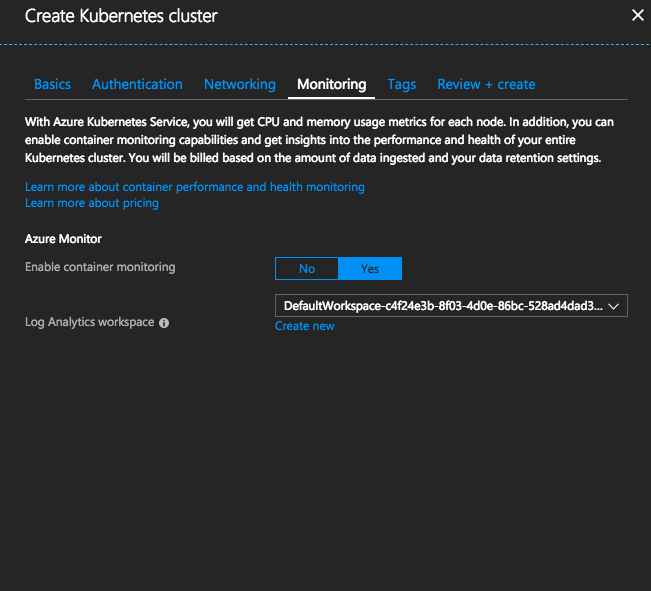 Create Kubernetes cluster
Basics Authentication Networking Monitoring Tags Review + create
With Azure Kubernetes Service, you will get CPU and memory usage metrics for each node. In addition, you can
enable container monitoring capabilities and get insights into the performance and health of your entire
Kubernetes cluster. You will be billed based on the amount of data ingested and your data retention settings.
Learn more about container performance and health monitoring
Learn more about pricing
Azure Monitor
Enable container monitoring No Yes
DefaultWorkspace-c4f24e3b-8f03-4d0e-86bc-528ad4dad3...
Log Analytics workspace
Create new